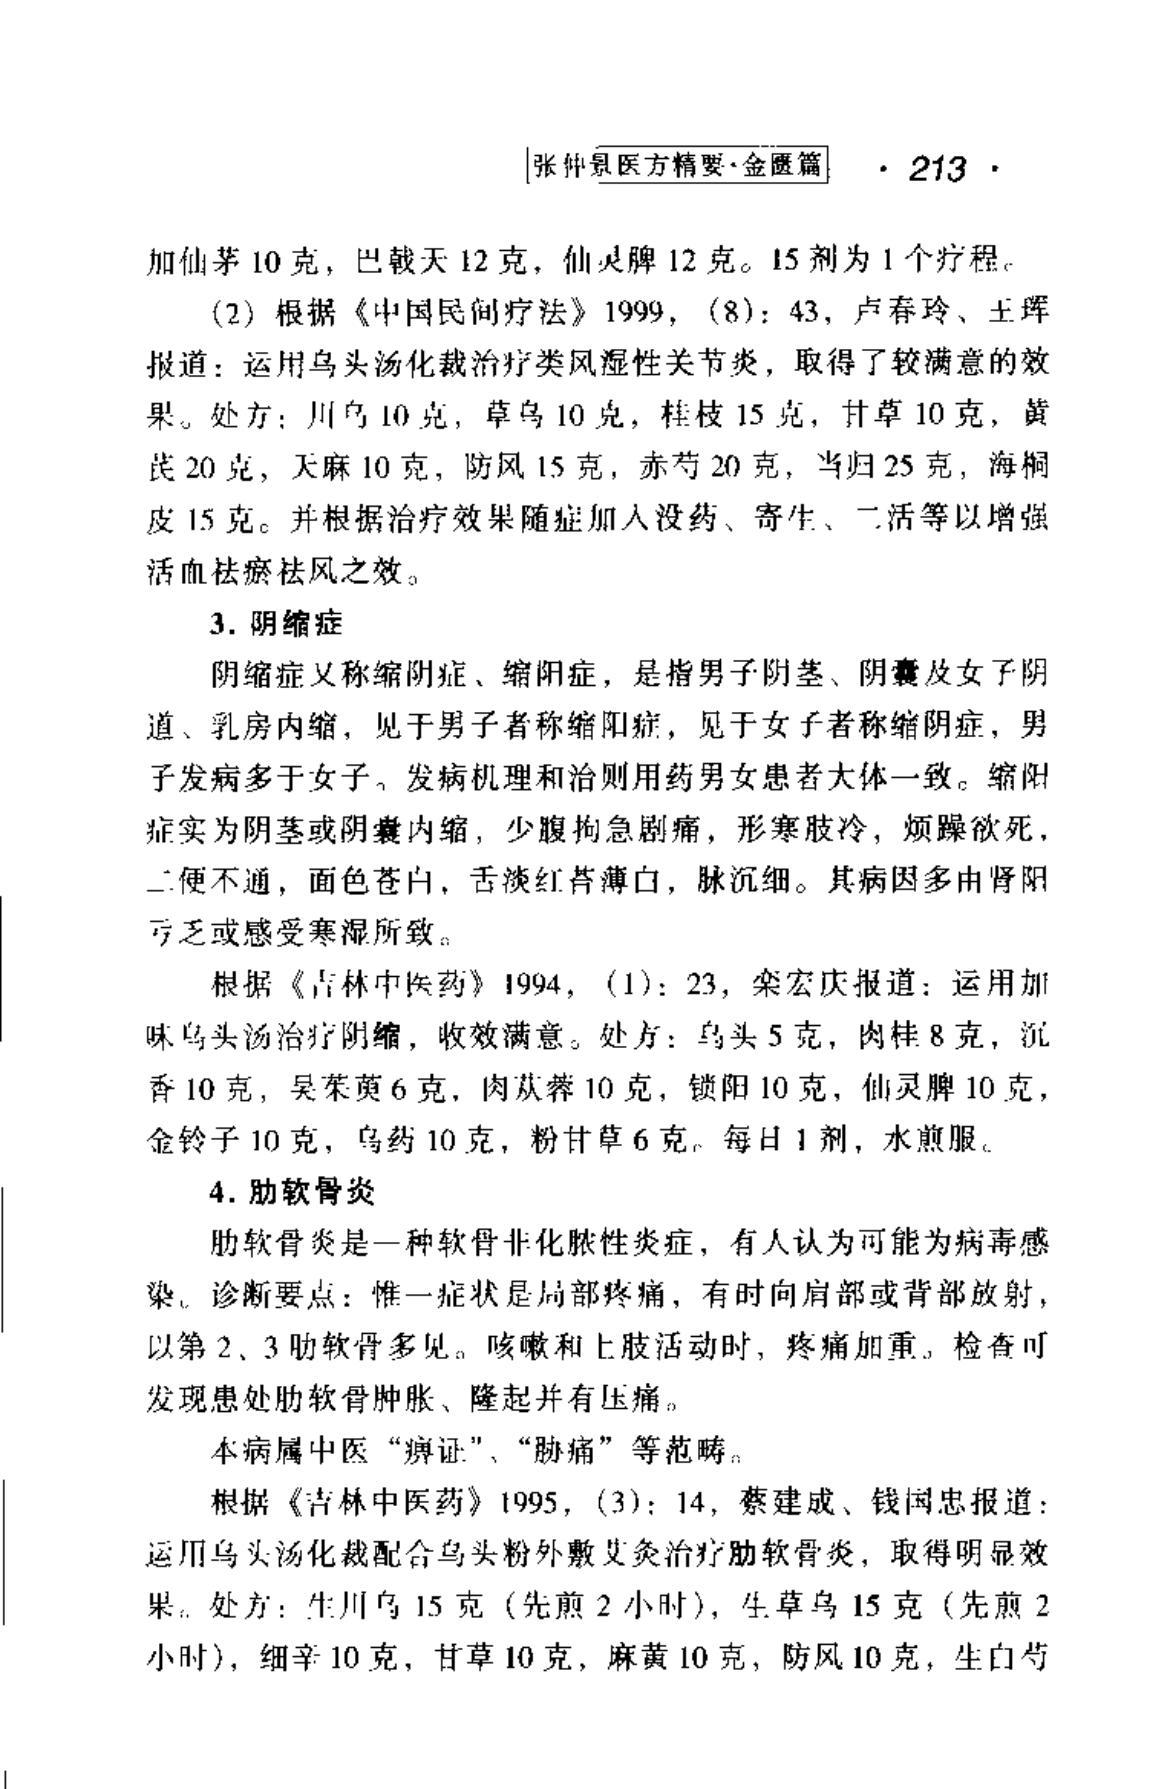 张仲景医方精要·金匮篇 · 213 ·
加仙茅 10 克，巴戟天 12 克，仙灵脾 12 克。15 剂为 1 个疗程。
(2) 根据《中国民间疗法》1999，(8)：43，卢春玲、王珲
报道：运用乌头汤化裁治疗类风湿性关节炎，取得了较满意的效
果。处方：川乌 10 克，草乌 10 克，桂枝 15 克，甘草 10 克，黄
芪 20 克，天麻 10 克，防风 15 克，赤芍 20 克，当归 25 克，海桐
皮 15 克。并根据治疗效果随症加入没药、寄生、二活等以增强
活血祛瘀祛风之效。
3. 阴缩症
阴缩症又称缩阴症、缩阳症，是指男子阴茎、阴囊及女子阴
道、乳房内缩，见于男子者称缩阳症，见于女子者称缩阴症，男
子发病多于女子。发病机理和治则用药男女患者大体一致。缩阳
症实为阴茎或阴囊内缩，少腹拘急剧痛，形寒肢冷，烦躁欲死，
二便不通，面色苍白，舌淡红苔薄白，脉沉细。其病因多由肾阳
亏乏或感受寒湿所致。
根据《吉林中医药》1994，(1)：23，栾宏庆报道：运用加
味乌头汤治疗阴缩，收效满意。处方：乌头 5 克，肉桂 8 克，沉
香 10 克，吴茱萸 6 克，肉苁蓉 10 克，锁阳 10 克，仙灵脾 10 克，
金铃子 10 克，乌药 10 克，粉甘草 6 克。每日 1 剂，水煎服。
4. 肋软骨炎
肋软骨炎是一种软骨非化脓性炎症，有人认为可能为病毒感
染。诊断要点：惟一症状是局部疼痛，有时向肩部或背部放射，
以第 2、3 肋软骨多见。咳嗽和上肢活动时，疼痛加重。检查可
发现患处肋软骨肿胀、隆起并有压痛。
本病属中医“痹证”、“胁痛”等范畴。
根据《吉林中医药》1995，(3)：14，蔡建成、钱国忠报道：
运用乌头汤化裁配合乌头粉外敷艾灸治疗肋软骨炎，取得明显效
果。处方：生川乌 15 克（先煎 2 小时），生草乌 15 克（先煎 2
小时），细辛 10 克，甘草 10 克，麻黄 10 克，防风 10 克，生白芍